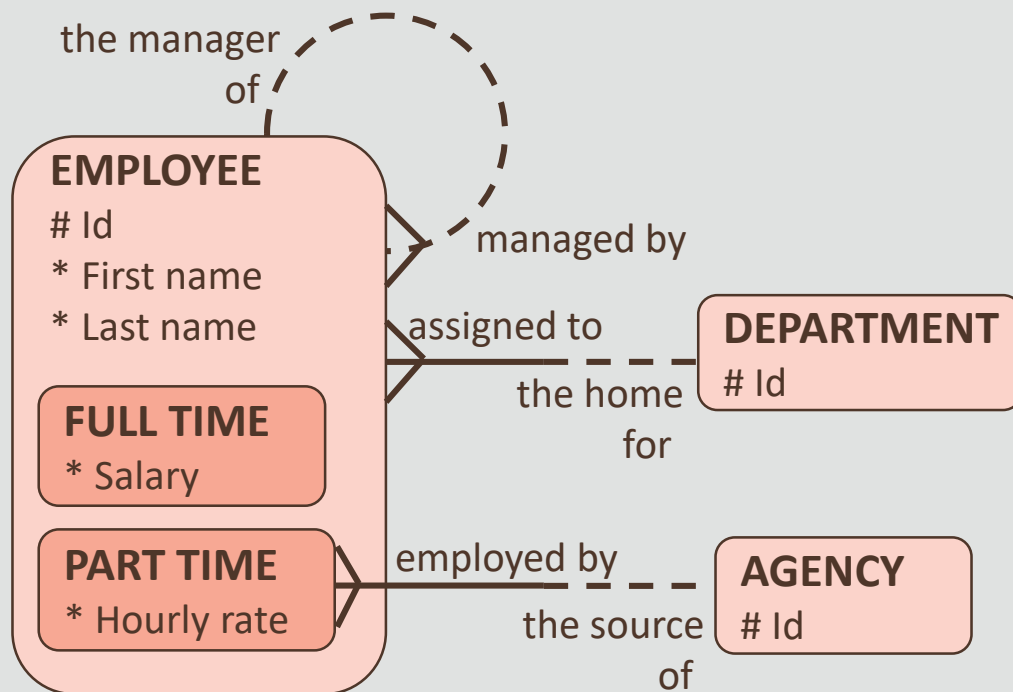 the manager
of
EMPLOYEE
# Id
* First name
* Last name
managed by
assigned to
the home
for
DEPARTMENT
# Id
FULL TIME
* Salary
PART TIME
* Hourly rate
employed by
the source
of
AGENCY
# Id